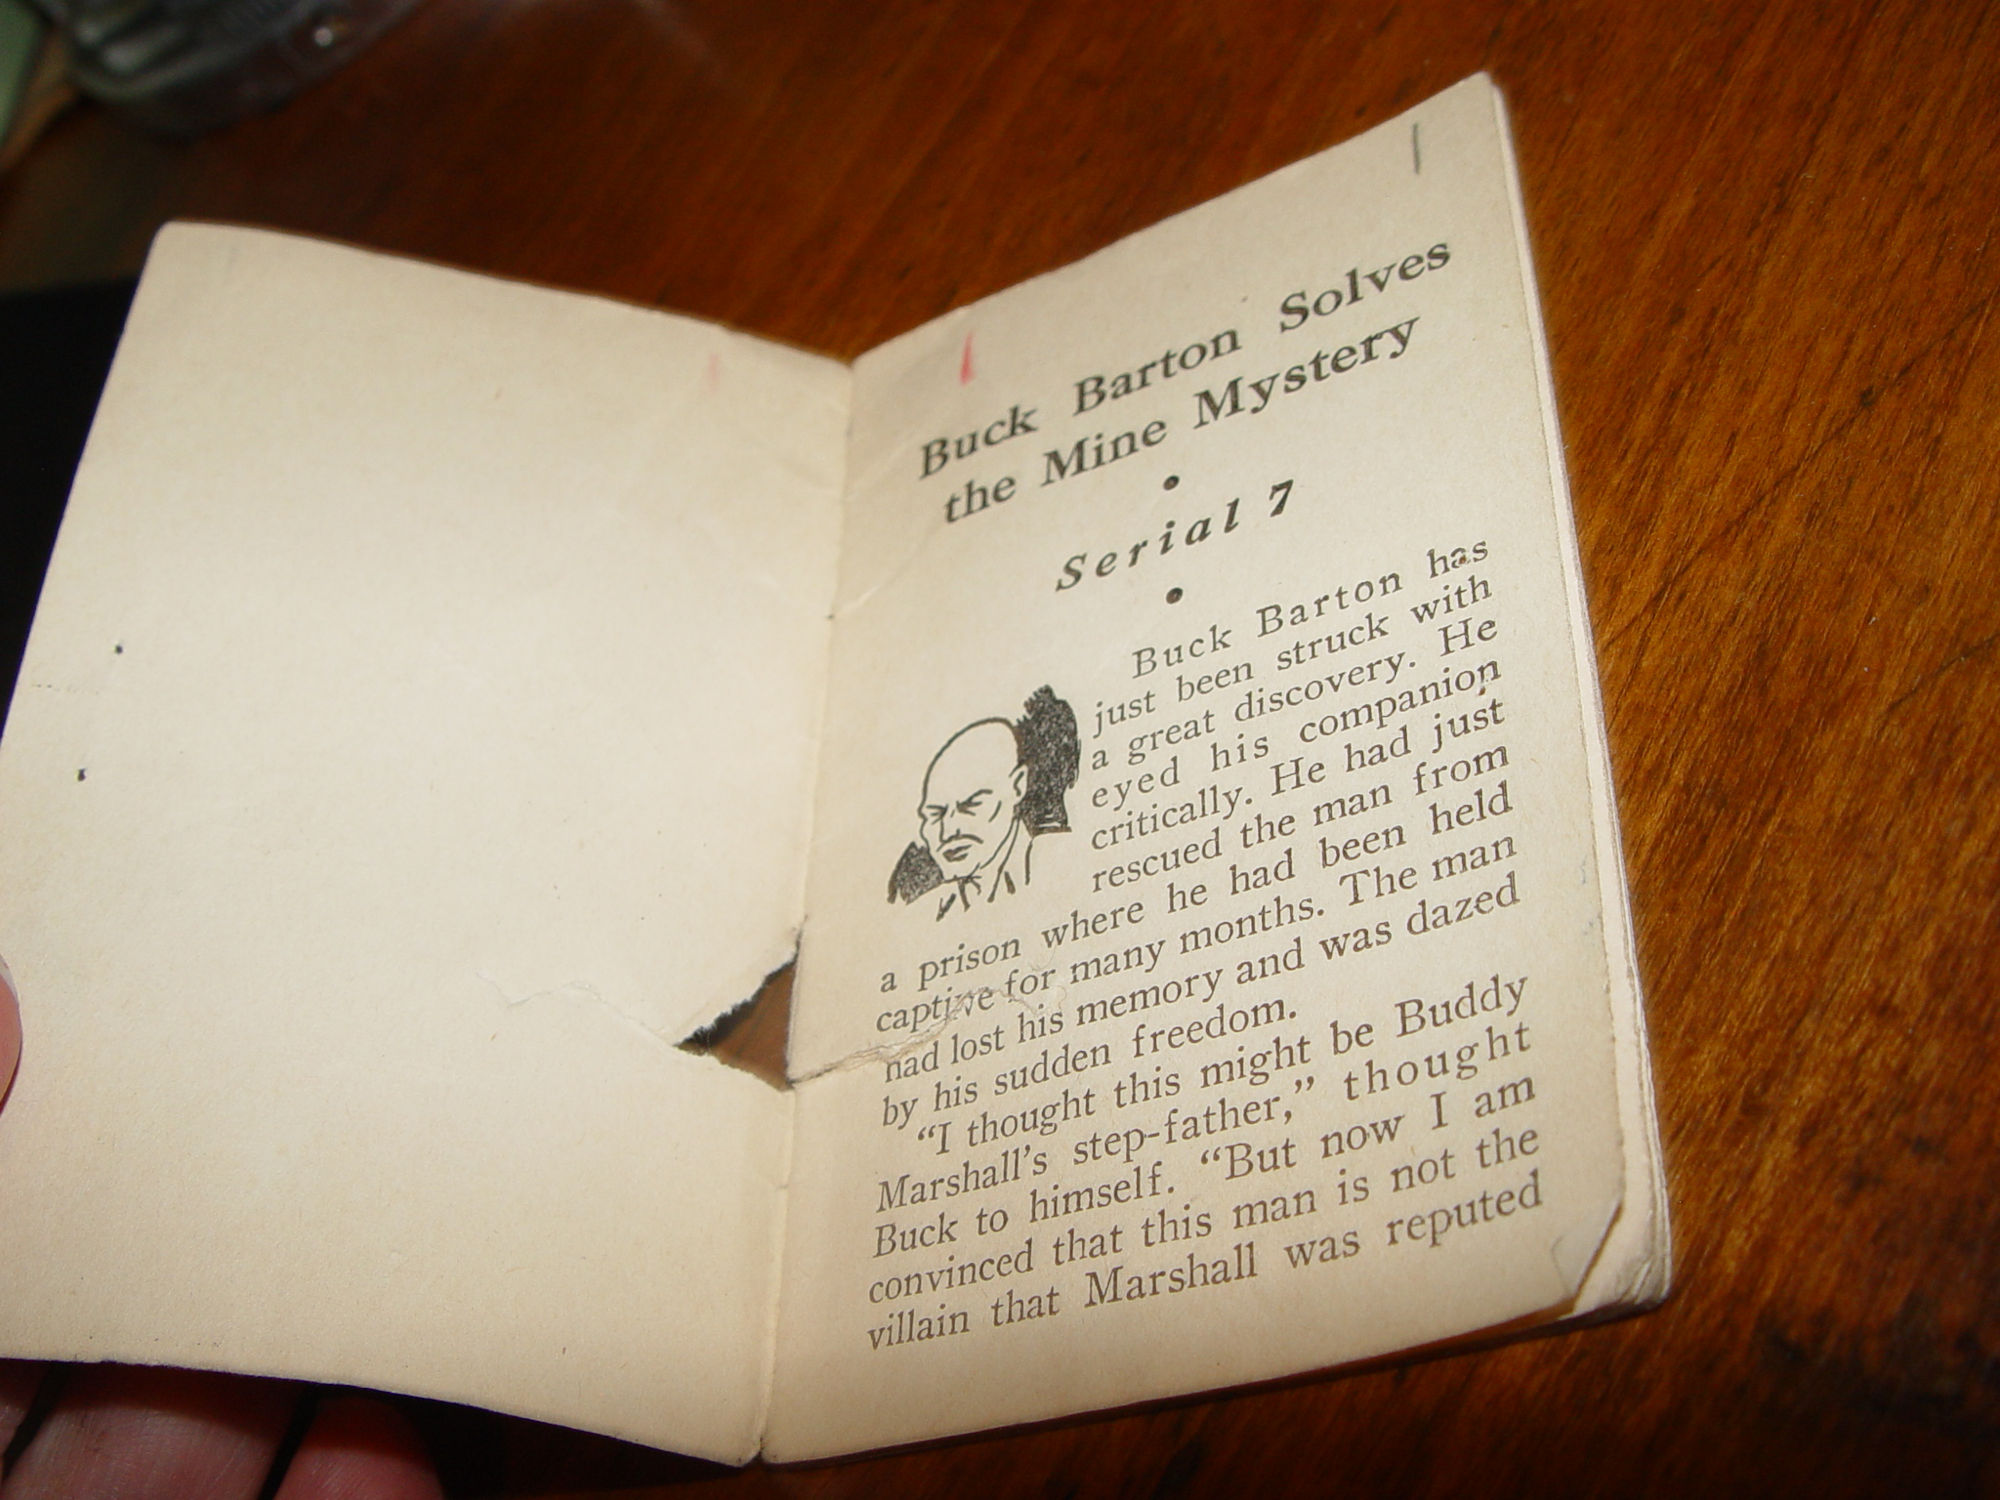 Buck Barton Solves
the Mine Mystery
•
Serial 7
•
Buck Barton has
just been struck with
a great discovery. He
eyed his companion
critically. He had just
rescued the man from
a prison where he had been held
captive for many months. The man
had lost his memory and was dazed
by his sudden freedom.
“I thought this might be Buddy
Marshall’s step-father,” thought
Buck to himself. “But now I am
convinced that this man is not the
villain that Marshall was reputed